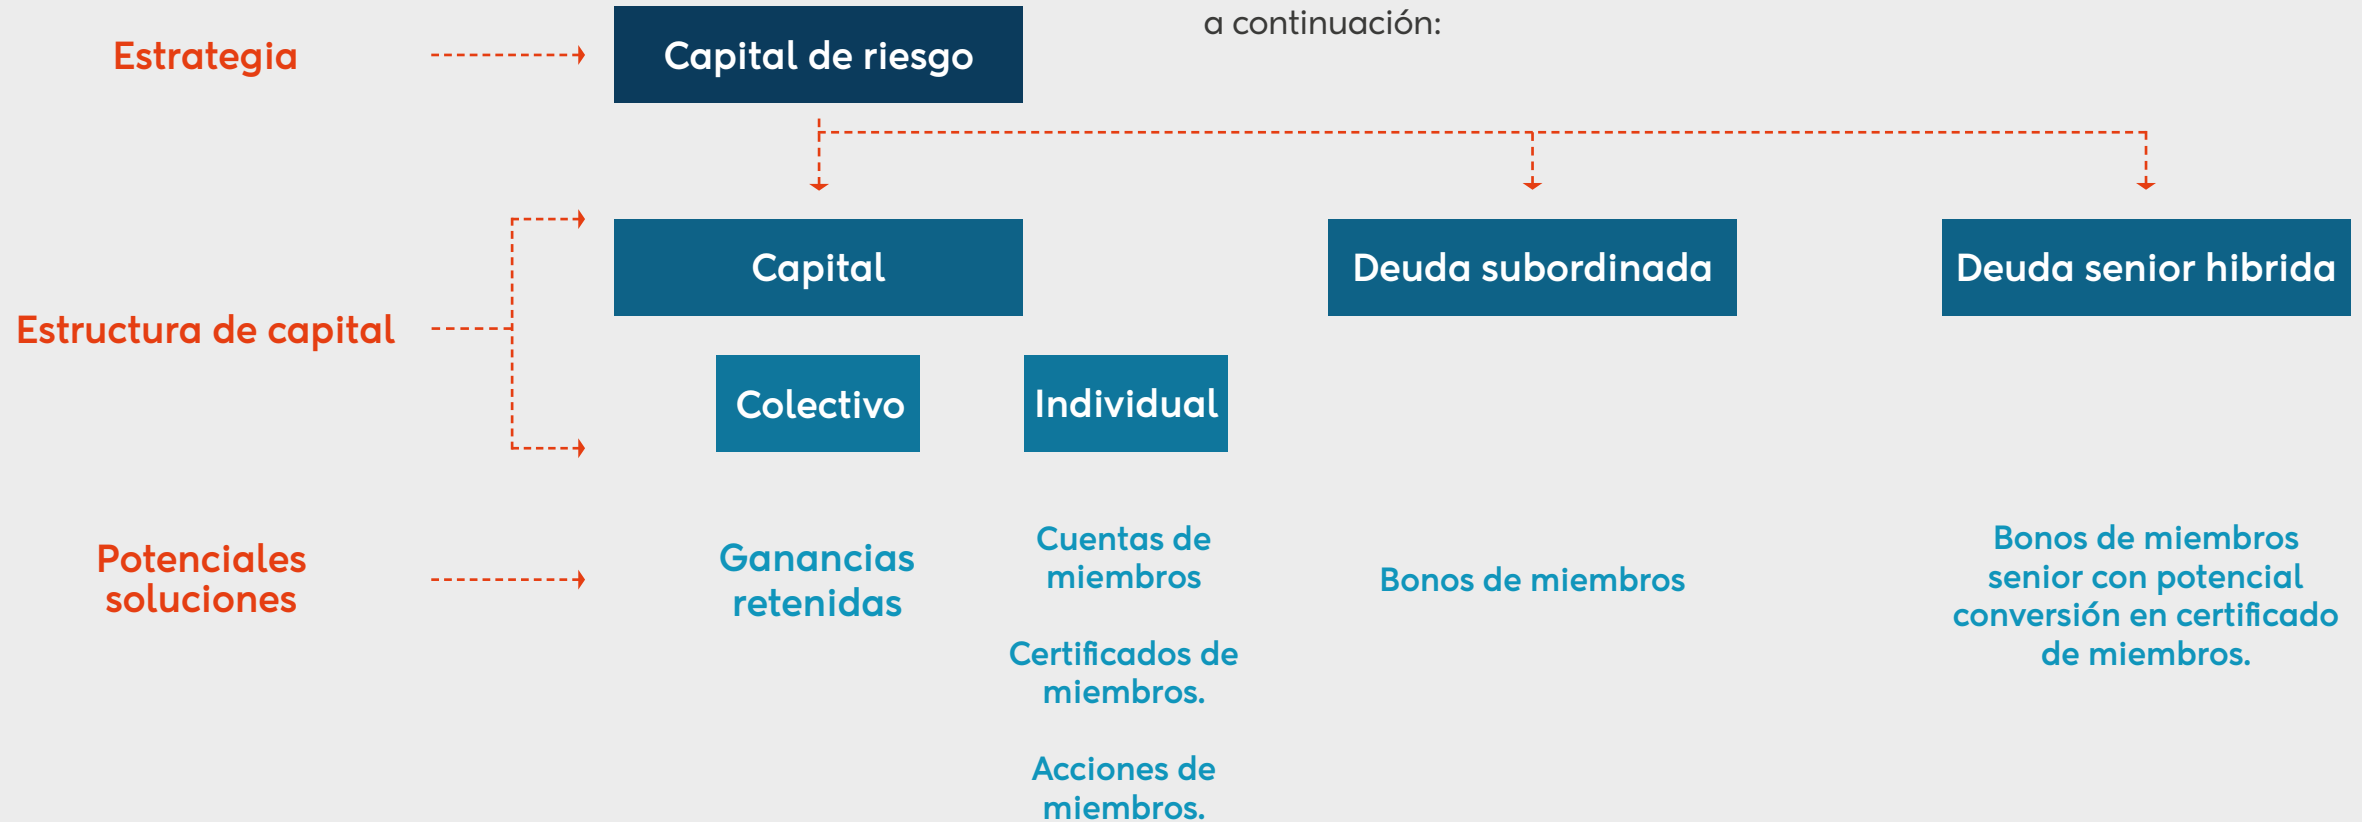 a continuación:
Estrategia
Capital de riesgo
Estructura de capital
Capital
Deuda subordinada
Deuda senior hibrida
Colectivo
Individual
Potenciales
soluciones
Ganancias
retenidas
Cuentas de
miembros
Certificados de
miembros.
Acciones de
miembros.
Bonos de miembros
Bonos de miembros
senior con potencial
conversión en certificado
de miembros.